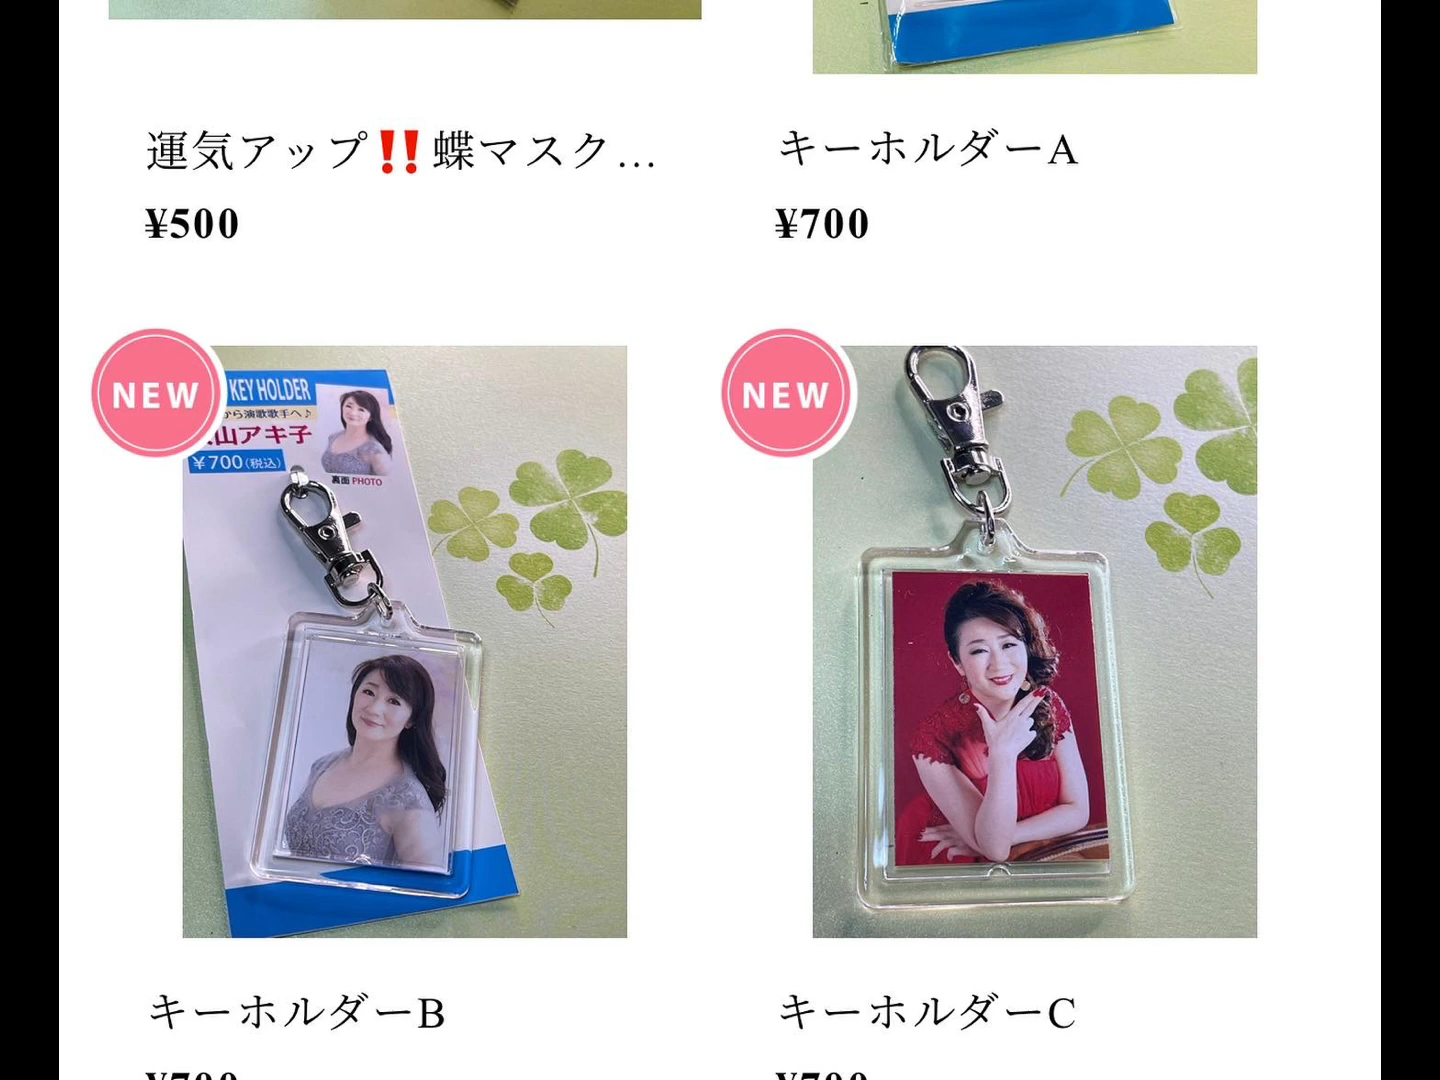 運気アップ‼️蝶マスク…
¥500
キーホルダーA
¥700
NEW
KEY HOLDER
から演歌歌手へ♪
山アキ子
¥700(税込)
裏面 PHOTO
NEW
キーホルダーB
¥700
キーホルダーC
¥700